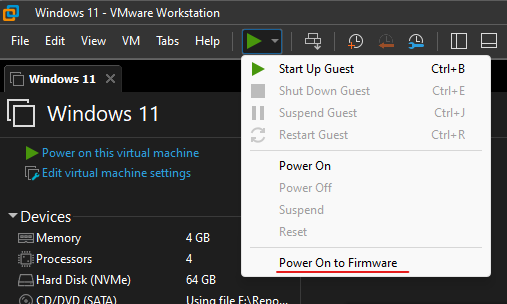 Windows 11 - VMware Workstation
File Edit View VM Tabs Help
Windows 11
Windows 11
Power on this virtual machine
Edit virtual machine settings
Devices
Memory 4 GB
Processors 4
Hard Disk (NVMe) 64 GB
CD/DVD (SATA) Using file F:\Repo...
Start Up Guest Ctrl+B
Shut Down Guest Ctrl+E
Suspend Guest Ctrl+J
Restart Guest Ctrl+R
Power On
Power Off
Suspend
Reset
Power On to Firmware